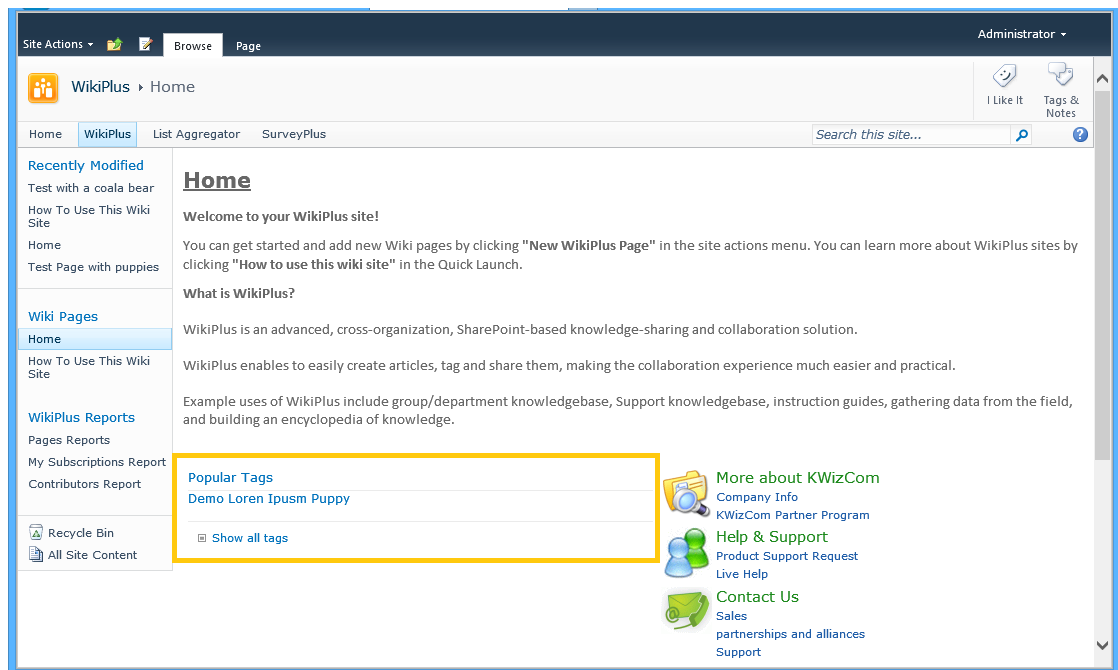 Site Actions
Browse
Page
Administrator
WikiPlus › Home
I Like It
Tags &
Notes
Home
WikiPlus
List Aggregator
SurveyPlus
Search this site...
Recently Modified
Test with a coala bear
How To Use This Wiki
Site
Home
Test Page with puppies
Wiki Pages
Home
How To Use This Wiki
Site
WikiPlus Reports
Pages Reports
My Subscriptions Report
Contributors Report
Recycle Bin
All Site Content
Home
Welcome to your WikiPlus site!
You can get started and add new Wiki pages by clicking "New WikiPlus Page" in the site actions menu. You can learn more about WikiPlus sites by
clicking "How to use this wiki site" in the Quick Launch.
What is WikiPlus?
WikiPlus is an advanced, cross-organization, SharePoint-based knowledge-sharing and collaboration solution.
WikiPlus enables to easily create articles, tag and share them, making the collaboration experience much easier and practical.
Example uses of WikiPlus include group/department knowledgebase, Support knowledgebase, instruction guides, gathering data from the field,
and building an encyclopedia of knowledge.
Popular Tags
Demo Loren Ipusm Puppy
Show all tags
More about KWizCom
Company Info
KWizCom Partner Program
Help & Support
Product Support Request
Live Help
Contact Us
Sales
partnerships and alliances
Support